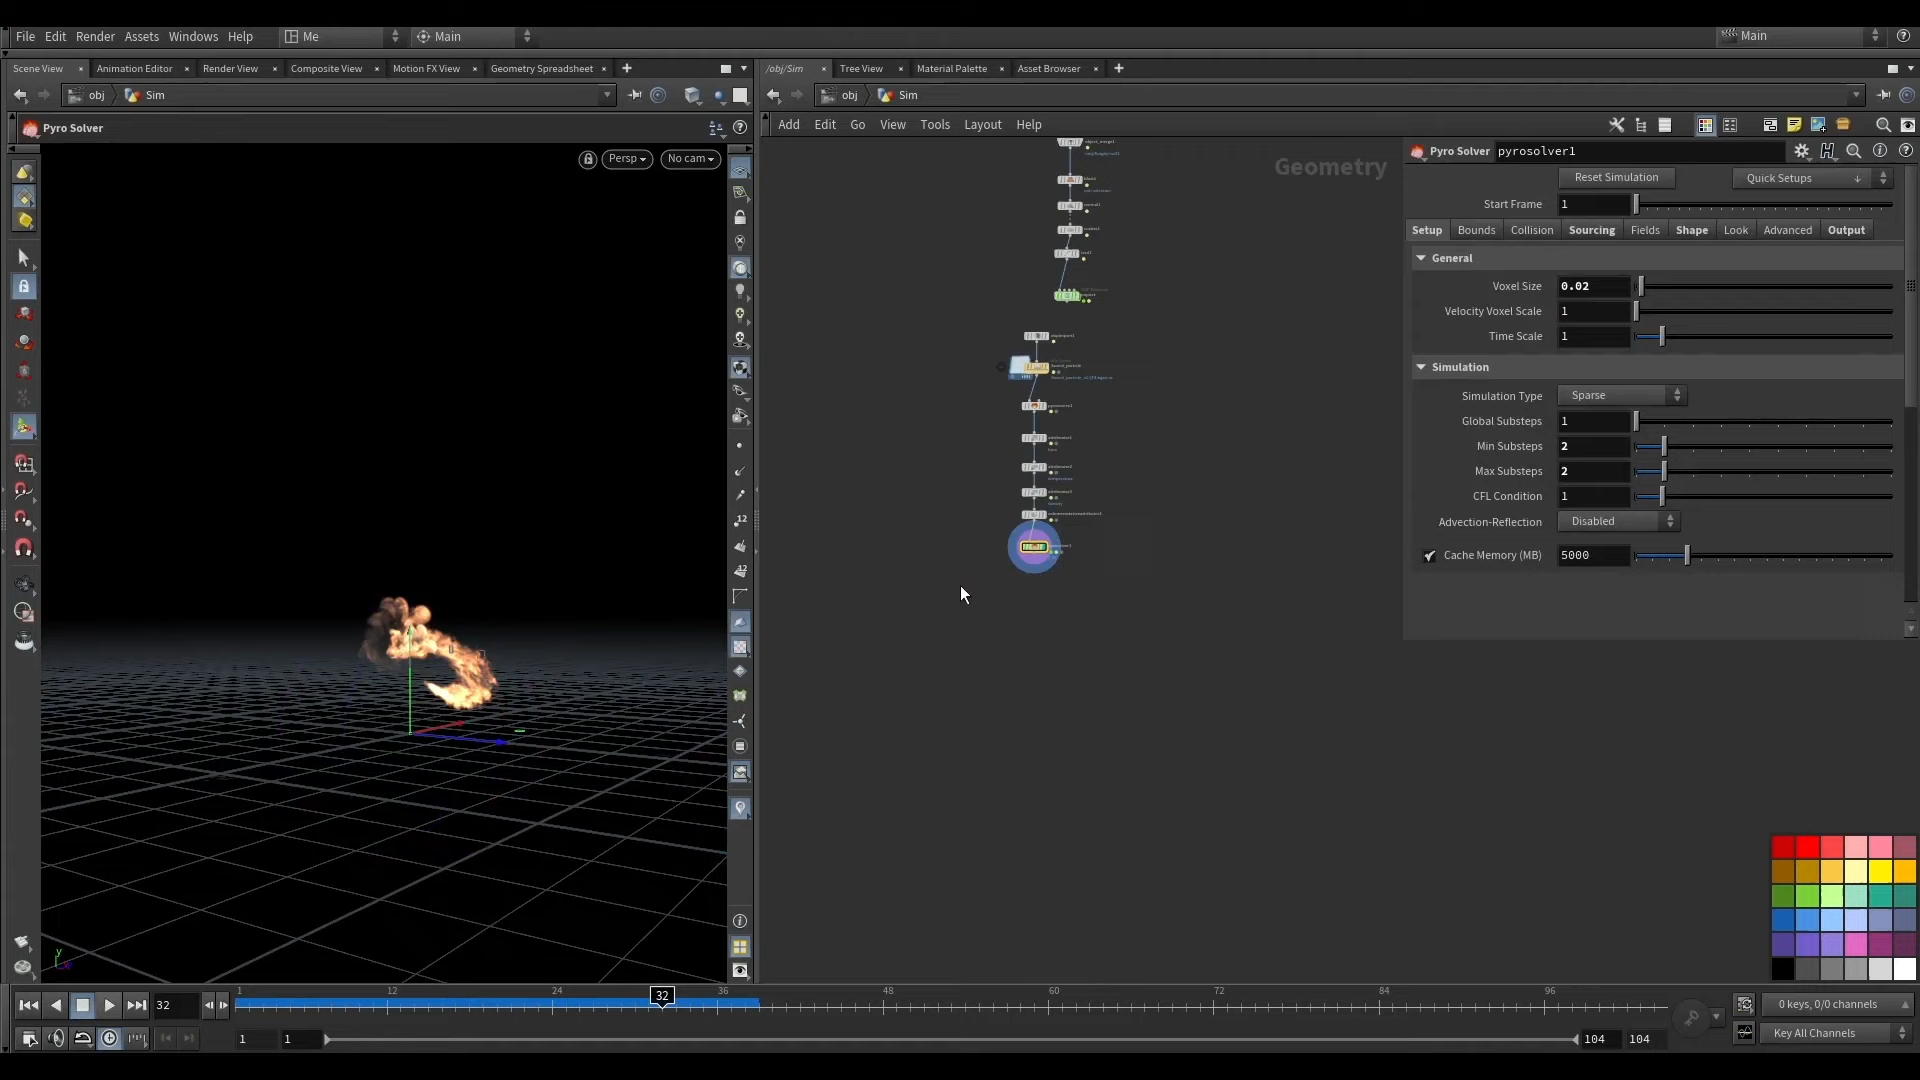 File Edit Render Assets Windows Help Me Main Main
Scene View Animation Editor Render View Composite View Motion FX View Geometry Spreadsheet
/obj/Sim Tree View Material Palette Asset Browser
obj Sim
obj Sim
Pyro Solver
Add Edit Go View Tools Layout Help
Persp No cam
Geometry
Pyro Solver pyrosolver1
Reset Simulation Quick Setups
Start Frame 1
Setup Bounds Collision Sourcing Fields Shape Look Advanced Output
General
Voxel Size 0.02
Velocity Voxel Scale 1
Time Scale 1
Simulation
Simulation Type Sparse
Global Substeps 1
Min Substeps 2
Max Substeps 2
CFL Condition 1
Advection-Reflection Disabled
Cache Memory (MB) 5000
12
12
y
32 1 12 24 32 36 48 60 72 84 96
0 keys, 0/0 channels
1 1 104 104
Key All Channels